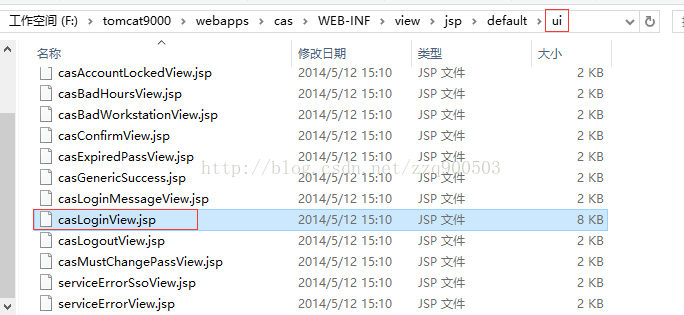 工作空间 (F:) › tomcat9000 › webapps › cas › WEB-INF › view › jsp › default › ui
名称 修改日期 类型 大小
casAccountLockedView.jsp 2014/5/12 15:10 JSP 文件 2 KB
casBadHoursView.jsp 2014/5/12 15:10 JSP 文件 2 KB
casBadWorkstationView.jsp 2014/5/12 15:10 JSP 文件 2 KB
casConfirmView.jsp 2014/5/12 15:10 JSP 文件 2 KB
casExpiredPassView.jsp 2014/5/12 15:10 JSP 文件 2 KB
http://blog.csdn.net/zzq900503
casGenericSuccess.jsp 2014/5/12 15:10 JSP 文件 2 KB
casLoginMessageView.jsp 2014/5/12 15:10 JSP 文件 2 KB
casLoginView.jsp 2014/5/12 15:10 JSP 文件 8 KB
casLogoutView.jsp 2014/5/12 15:10 JSP 文件 2 KB
casMustChangePassView.jsp 2014/5/12 15:10 JSP 文件 2 KB
serviceErrorSsoView.jsp 2014/5/12 15:10 JSP 文件 2 KB
serviceErrorView.jsp 2014/5/12 15:10 JSP 文件 2 KB